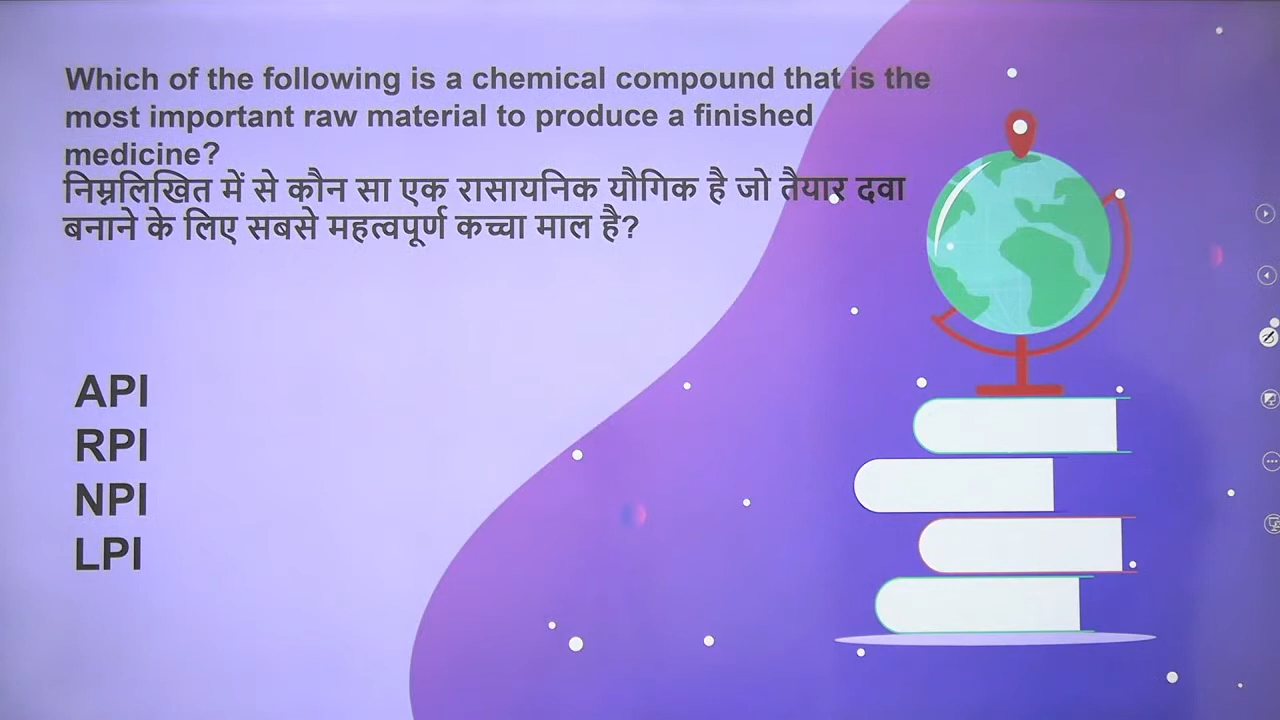 Which of the following is a chemical compound that is the
most important raw material to produce a finished
medicine?
निम्नलिखित में से कौन सा एक रासायनिक यौगिक है जो तैयार दवा
बनाने के लिए सबसे महत्वपूर्ण कच्चा माल है?
API
RPI
NPI
LPI